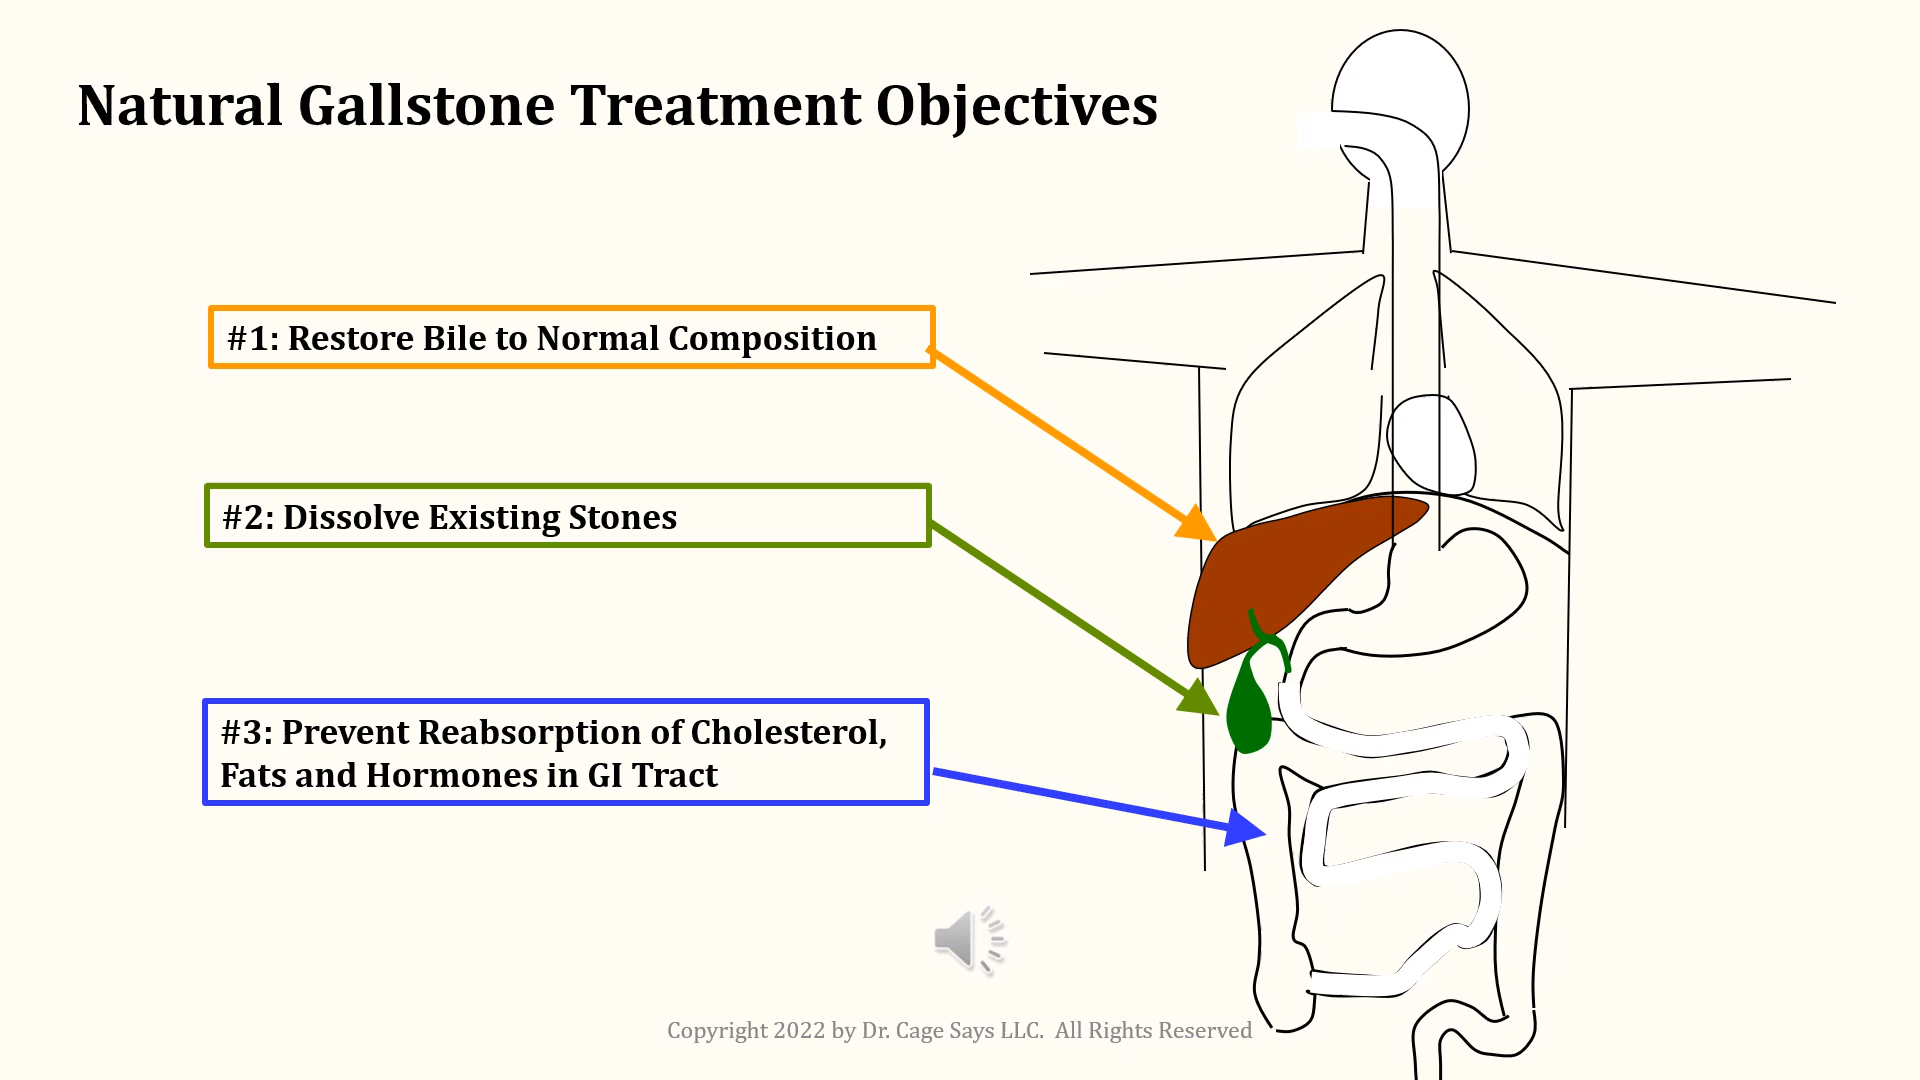 Natural Gallstone Treatment Objectives
#1: Restore Bile to Normal Composition
#2: Dissolve Existing Stones
#3: Prevent Reabsorption of Cholesterol,
Fats and Hormones in GI Tract
Copyright 2022 by Dr. Cage Says LLC.  All Rights Reserved